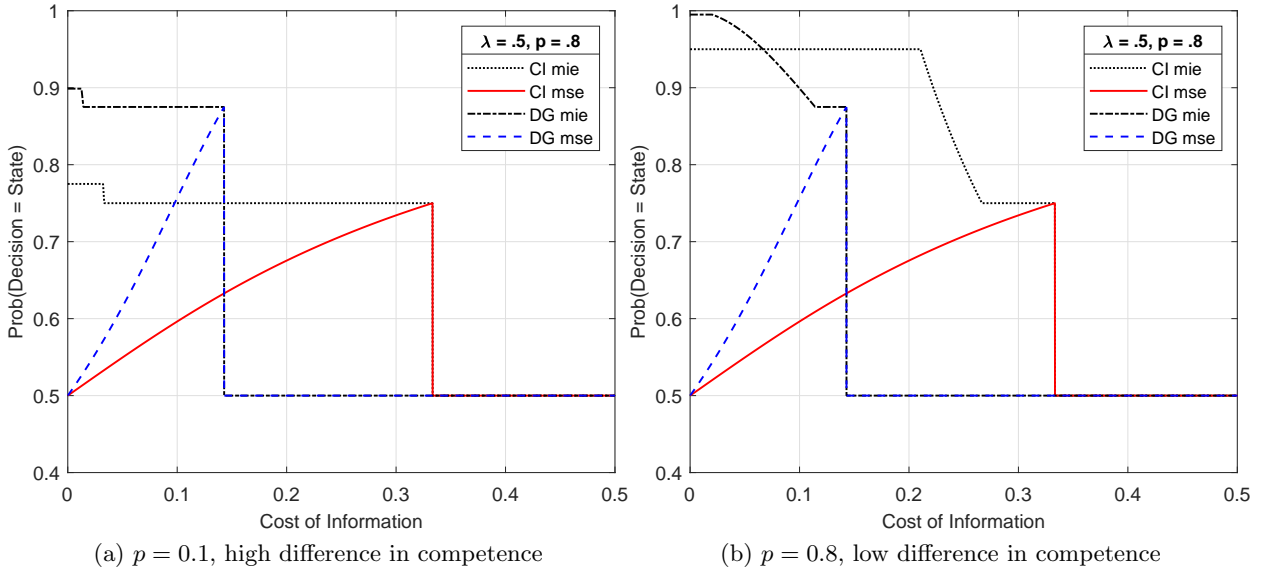 1
0.9
0.8
0.7
0.6
0.5
0.4
Prob(Decision = State)
0
0.1
0.2
0.3
0.4
0.5
Cost of Information
λ = .5, p = .8
CI mie
CI mse
DG mie
DG mse
(a) p = 0.1, high difference in competence
1
0.9
0.8
0.7
0.6
0.5
0.4
Prob(Decision = State)
0
0.1
0.2
0.3
0.4
0.5
Cost of Information
λ = .5, p = .8
CI mie
CI mse
DG mie
DG mse
(b) p = 0.8, low difference in competence